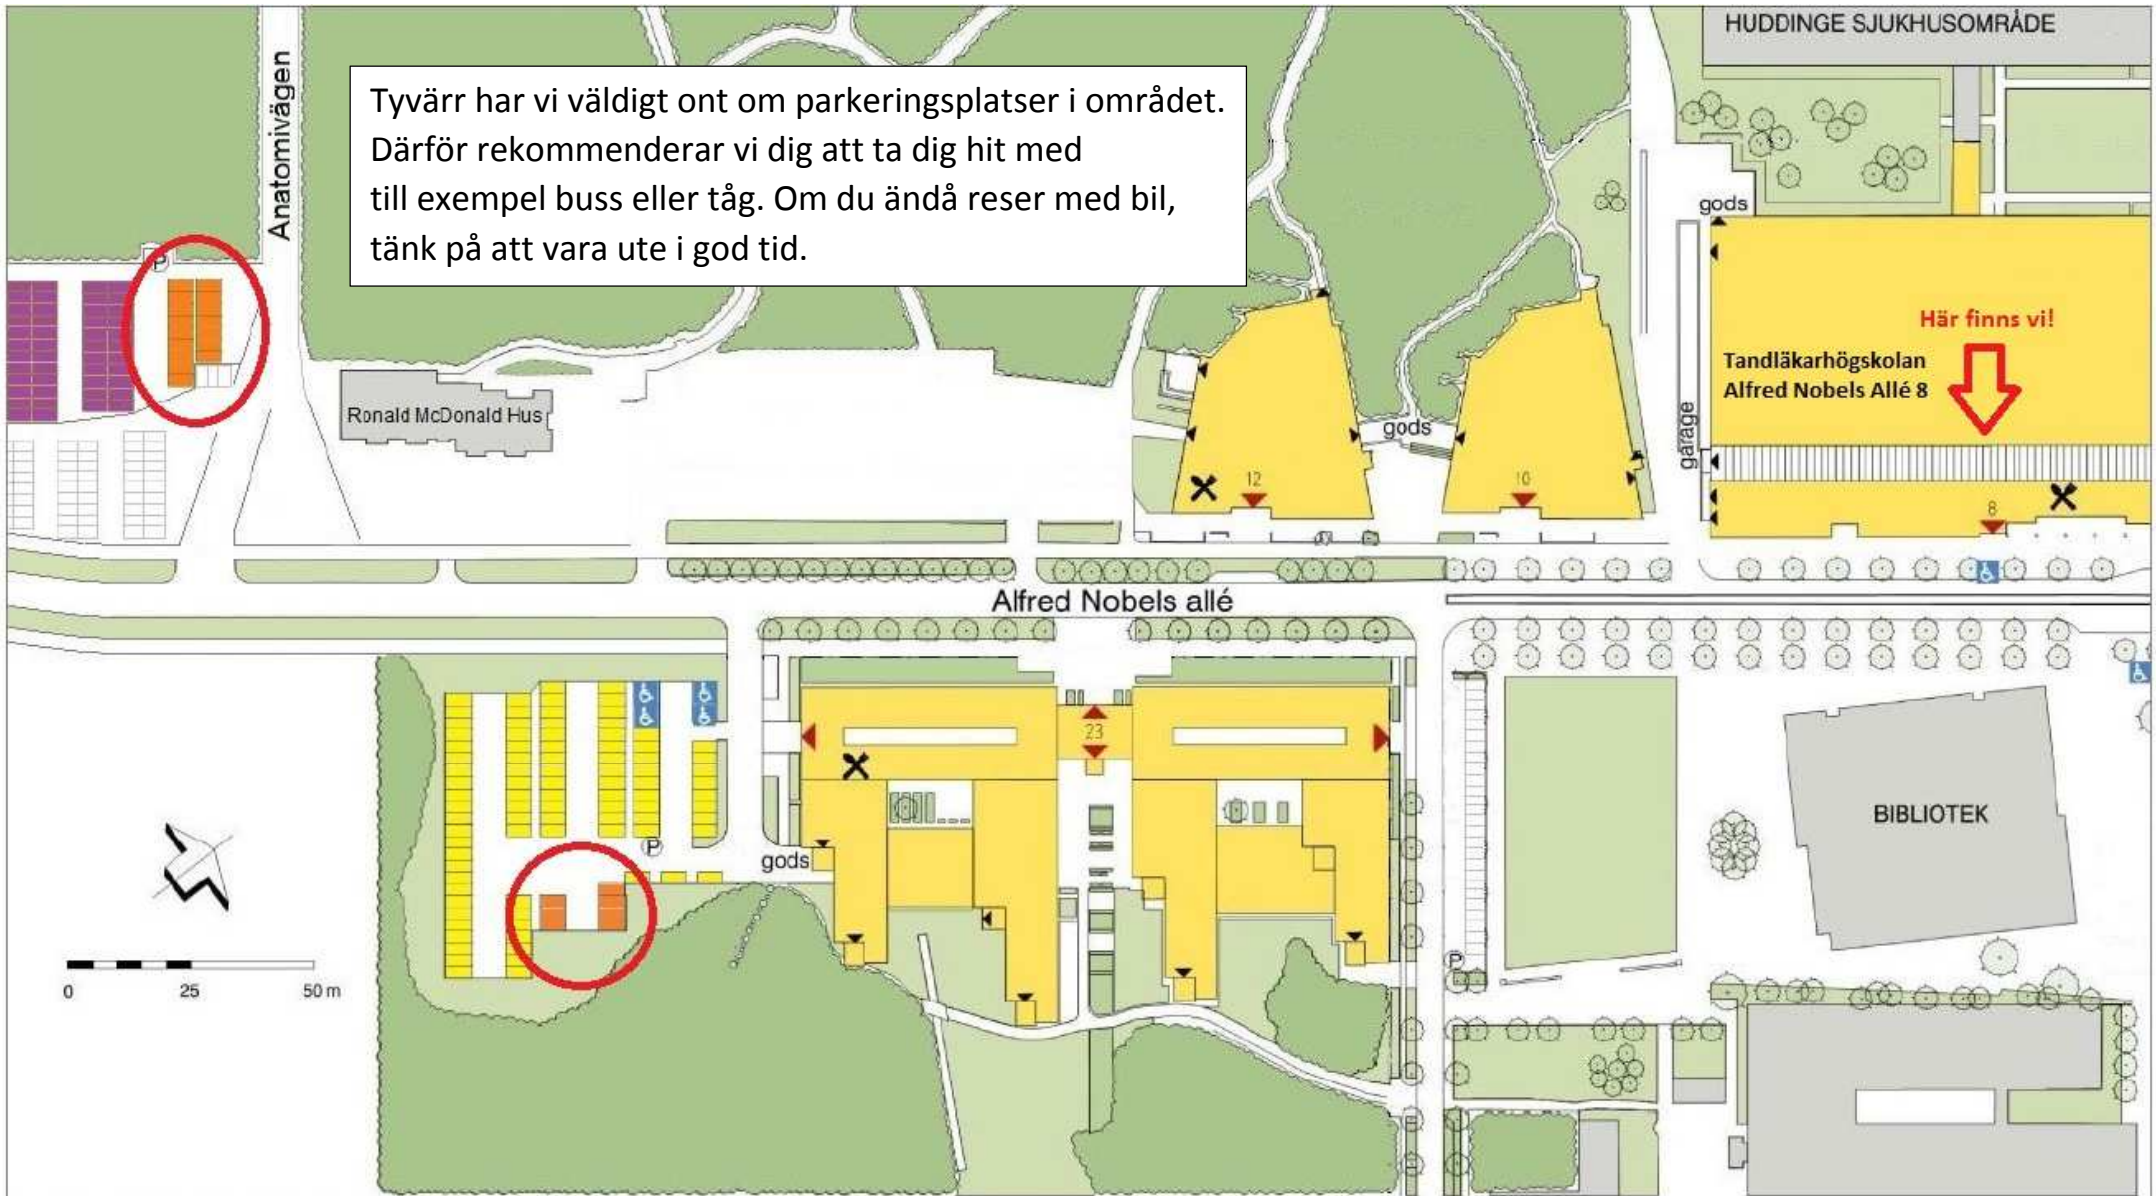 HUDDINGE SJUKHUSOMRÅDE
Anatomivägen
Tyvärr har vi väldigt ont om parkeringsplatser i området.
Därför rekommenderar vi dig att ta dig hit med
till exempel buss eller tåg. Om du ändå reser med bil,
tänk på att vara ute i god tid.
P
gods
Här finns vi!
Tandläkarhögskolan
Alfred Nobels Allé 8
Ronald McDonald Hus
gods
garage
12
10
8
Alfred Nobels allé
23
BIBLIOTEK
P
gods
P
0 25 50 m